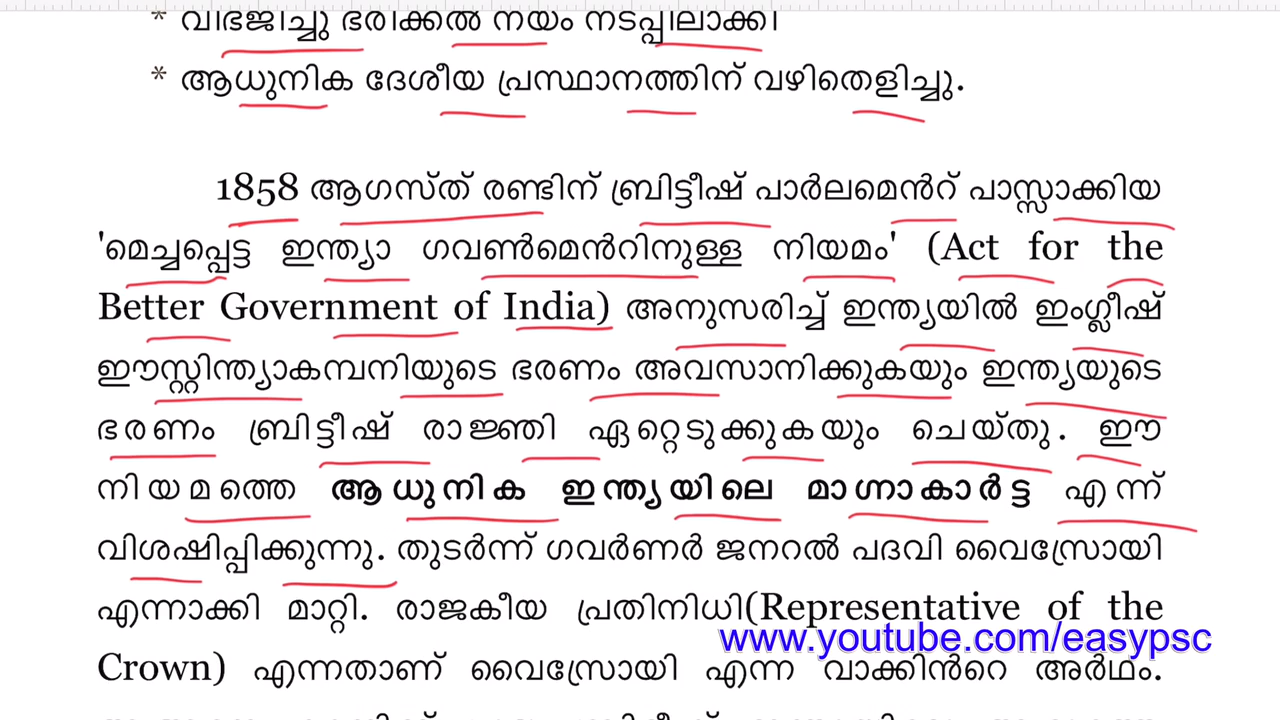 * വിഭജിച്ചു ഭരിക്കൽ നയം നടപ്പിലാക്കി
* ആധുനിക ദേശീയ പ്രസ്ഥാനത്തിന് വഴിതെളിച്ചു.
1858 ആഗസ്ത് രണ്ടിന് ബ്രിട്ടീഷ് പാർലമെൻറ് പാസ്സാക്കിയ
'മെച്ചപ്പെട്ട ഇന്ത്യാ ഗവൺമെൻറിനുള്ള നിയമം' (Act for the
Better Government of India) അനുസരിച്ച് ഇന്ത്യയിൽ ഇംഗ്ലീഷ്
ഈസ്റ്റിന്ത്യാകമ്പനിയുടെ ഭരണം അവസാനിക്കുകയും ഇന്ത്യയുടെ
ഭരണം ബ്രിട്ടീഷ് രാജ്ഞി ഏറ്റെടുക്കുകയും ചെയ്തു. ഈ
നിയമത്തെ ആധുനിക ഇന്ത്യയിലെ മാഗ്നാകാർട്ട എന്ന്
വിശഷിപ്പിക്കുന്നു. തുടർന്ന് ഗവർണർ ജനറൽ പദവി വൈസ്രോയി
എന്നാക്കി മാറ്റി. രാജകീയ പ്രതിനിധി(Representative of the
www.youtube.com/easypsc
Crown) എന്നതാണ് വൈസ്രോയി എന്ന വാക്കിൻറെ അർഥം.